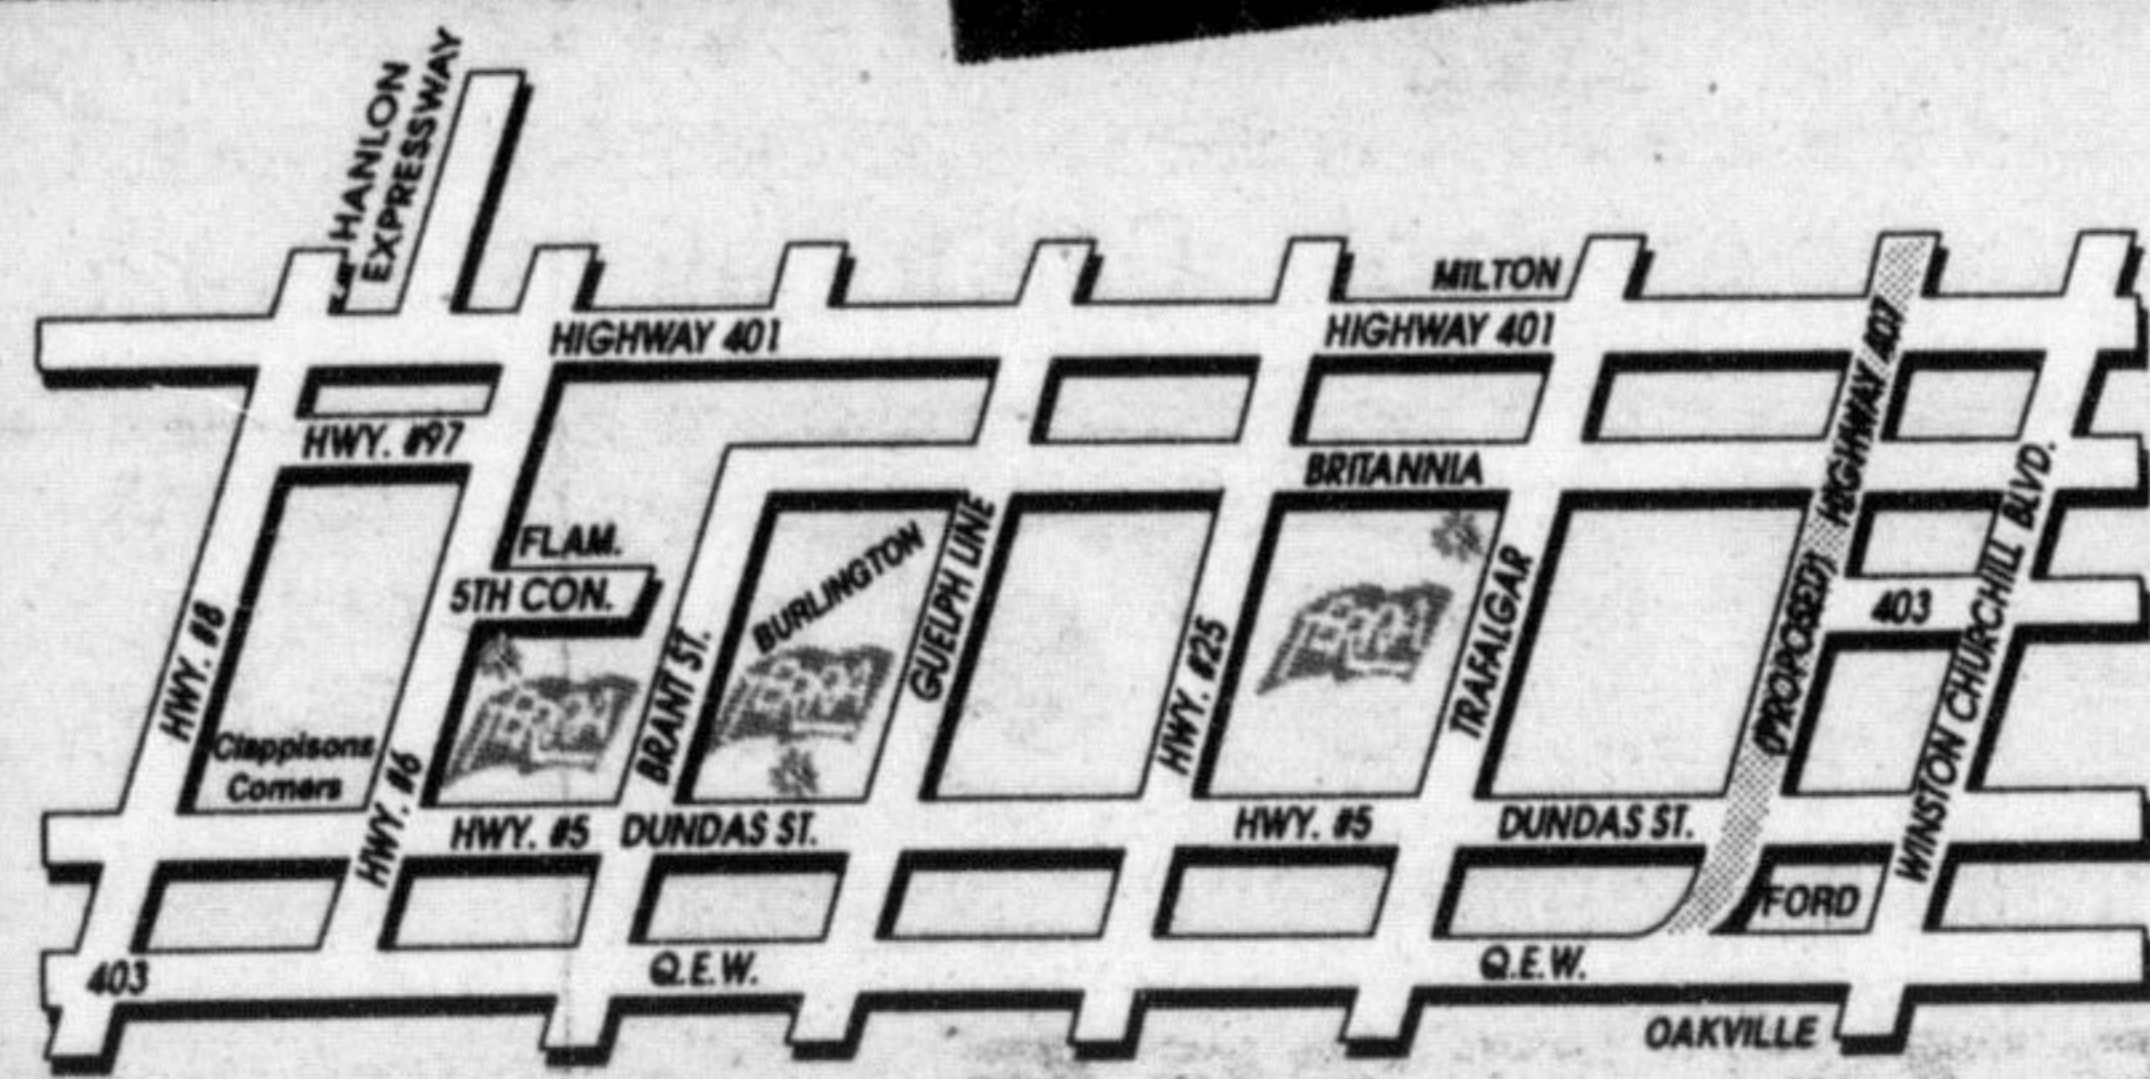 HANLON
EXPRESSWAY
MILTON
HIGHWAY 401
HIGHWAY 401
HIGHWAY 407
(PROPOSED)
HWY. #97
BRITANNIA
FLAM.
5TH CON.
BURLINGTON
GUELPH LINE
403
HWY. #8
BRANT ST.
HWY. #25
TRAFALGAR
WINSTON CHURCHILL BLVD.
Clappisons
Corners
HWY. #6
HWY. #5
DUNDAS ST.
HWY. #5
DUNDAS ST.
FORD
403
Q.E.W.
Q.E.W.
OAKVILLE